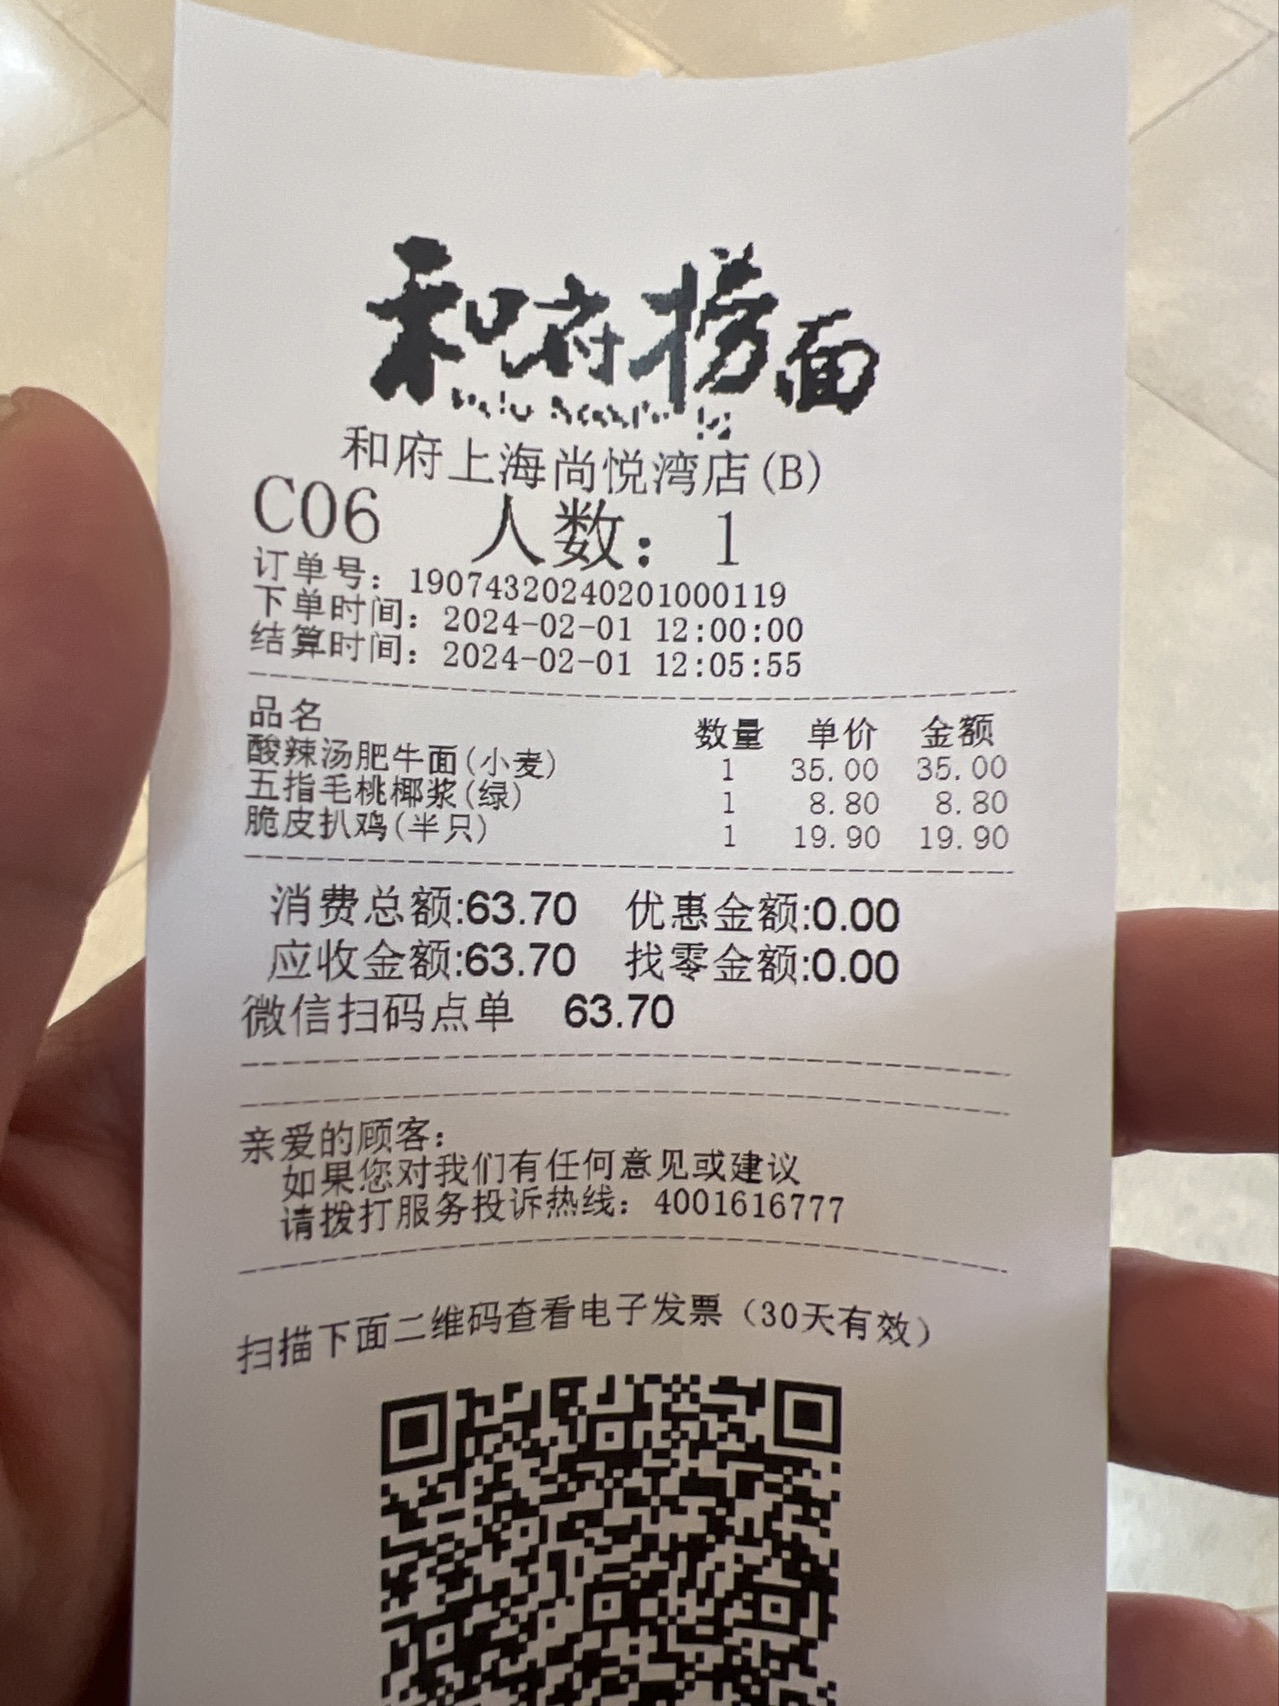 和府捞面
和府上海尚悦湾店(B)
C06 人数：1
订单号：19074320240201000119
下单时间：2024-02-01 12:00:00
结算时间：2024-02-01 12:05:55
品名 数量 单价 金额
酸辣汤肥牛面(小麦) 1 35.00 35.00
五指毛桃椰浆(绿) 1 8.80 8.80
脆皮扒鸡(半只) 1 19.90 19.90
消费总额:63.70 优惠金额:0.00
应收金额:63.70 找零金额:0.00
微信扫码点单 63.70
亲爱的顾客：
如果您对我们有任何意见或建议
请拨打服务投诉热线：4001616777
扫描下面二维码查看电子发票（30天有效）